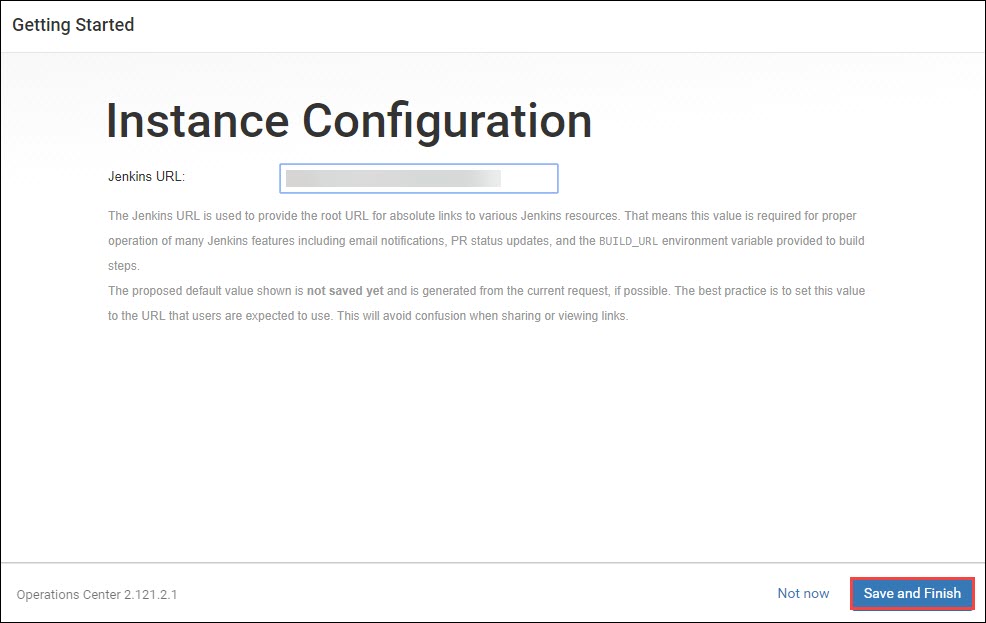 Getting Started
Instance Configuration
Jenkins URL:
The Jenkins URL is used to provide the root URL for absolute links to various Jenkins resources. That means this value is required for proper
operation of many Jenkins features including email notifications, PR status updates, and the BUILD_URL environment variable provided to build
steps.
The proposed default value shown is not saved yet and is generated from the current request, if possible. The best practice is to set this value
to the URL that users are expected to use. This will avoid confusion when sharing or viewing links.
Operations Center 2.121.2.1
Not now
Save and Finish